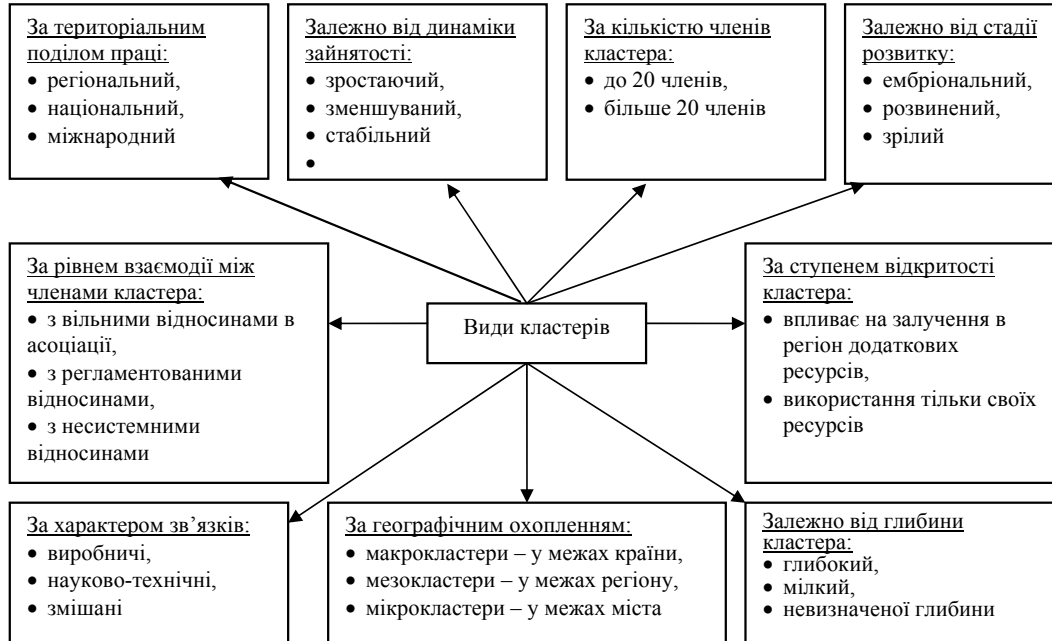 За територіальним
поділом праці:
• регіональний,
• національний,
• міжнародний
Залежно від динаміки
зайнятості:
• зростаючий,
• зменшуваний,
• стабільний
•
За кількістю членів
кластера:
• до 20 членів,
• більше 20 членів
Залежно від стадії
розвитку:
• ембріональний,
• розвинений,
• зрілий
За рівнем взаємодії між
членами кластера:
• з вільними відносинами в
асоціації,
• з регламентованими
відносинами,
• з несистемними
відносинами
Види кластерів
За ступенем відкритості
кластера:
• впливає на залучення в
регіон додаткових
ресурсів,
• використання тільки своїх
ресурсів
За характером зв’язків:
• виробничі,
• науково-технічні,
• змішані
За географічним охопленням:
• макрокластери – у межах країни,
• мезокластери – у межах регіону,
• мікрокластери – у межах міста
Залежно від глибини
кластера:
• глибокий,
• мілкий,
• невизначеної глибини